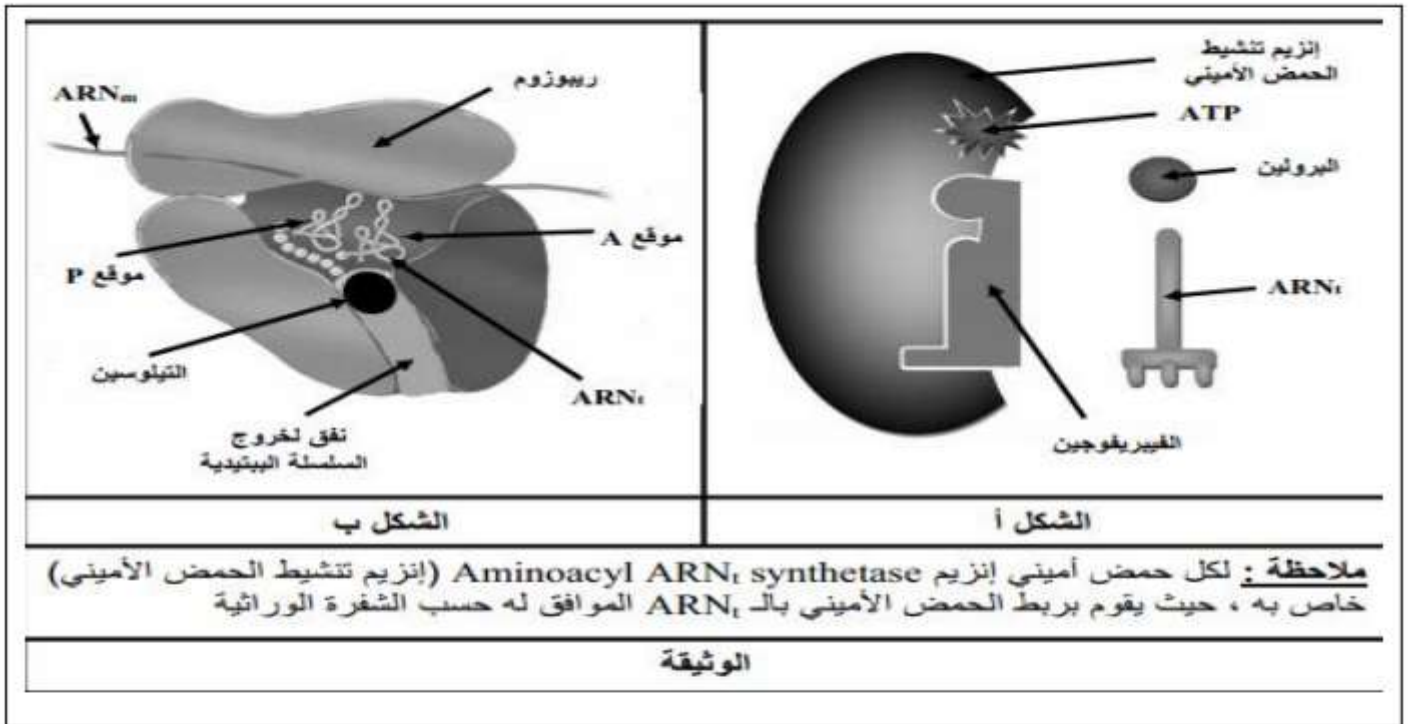 إنزيم تنشيط
الحمض الأميني
ATP
البرولين
ARNt
الفيبريفوجين
الشكل أ
ARNm
ريبوزوم
موقع A
موقع P
التيلوسين
ARNt
نفق لخروج
السلسلة الببتيدية
الشكل ب
ملاحظة : لكل حمض أميني إنزيم Aminoacyl ARNt synthetase (إنزيم تنشيط الحمض الأميني)
خاص به ، حيث يقوم بربط الحمض الأميني بالـ ARNt الموافق له حسب الشفرة الوراثية
الوثيقة